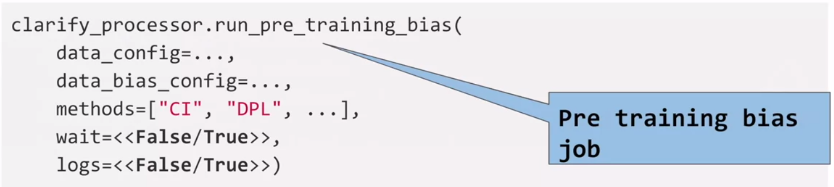 clarify_processor.run_pre_training_bias(
    data_config=...,
    data_bias_config=...,
    methods=["CI", "DPL", ...],
    wait=<<False/True>>,
    logs=<<False/True>>)
Pre training bias
job